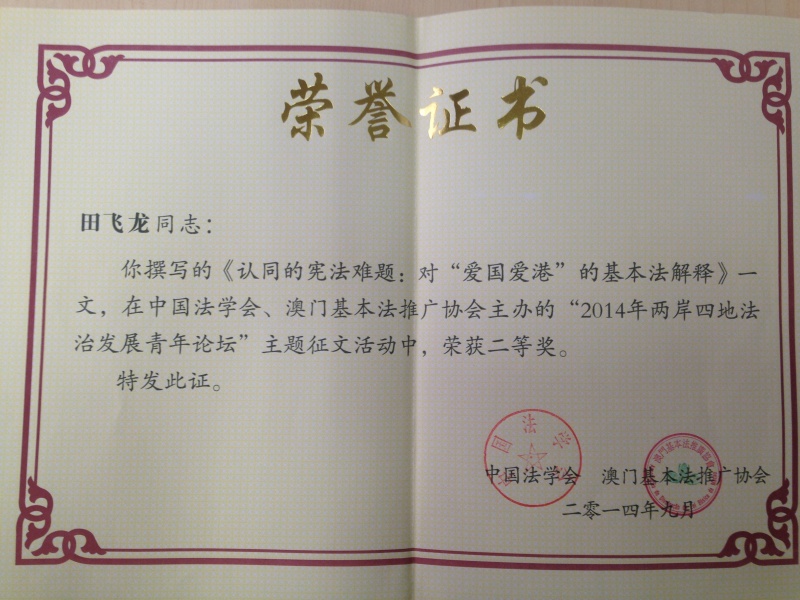 荣誉证书
田飞龙同志：
你撰写的《认同的宪法难题：对“爱国爱港”的基本法解释》一
文，在中国法学会、澳门基本法推广协会主办的“2014年两岸四地法
治发展青年论坛”主题征文活动中，荣获二等奖。
特发此证。
中国法学会
中国法学会　澳门基本法推广协会
二零一四年九月